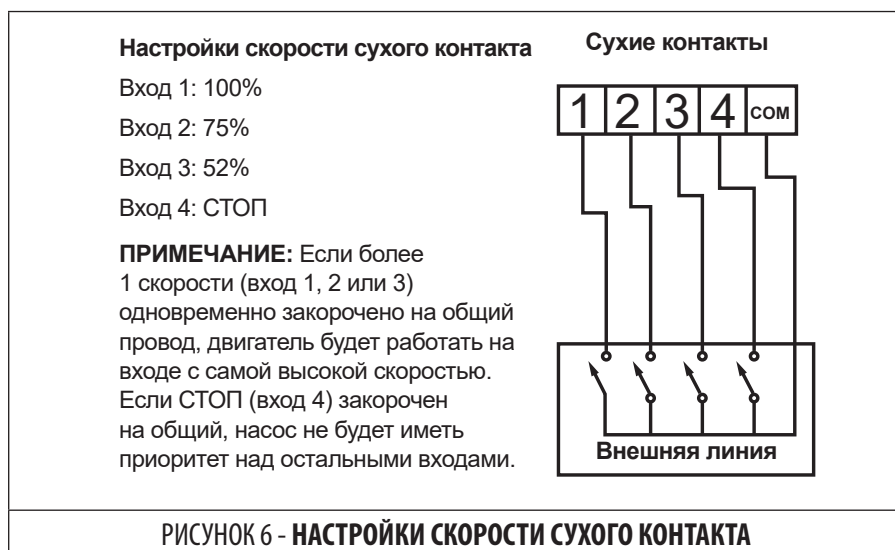 Настройки скорости сухого контакта
Вход 1: 100%
Вход 2: 75%
Вход 3: 52%
Вход 4: СТОП
ПРИМЕЧАНИЕ: Если более
1 скорости (вход 1, 2 или 3)
одновременно закорочено на общий
провод, двигатель будет работать на
входе с самой высокой скоростью.
Если СТОП (вход 4) закорочен
на общий, насос не будет иметь
приоритет над остальными входами.
Сухие контакты
1 2 3 4 COM
Внешняя линия
РИСУНОК 6 - НАСТРОЙКИ СКОРОСТИ СУХОГО КОНТАКТА